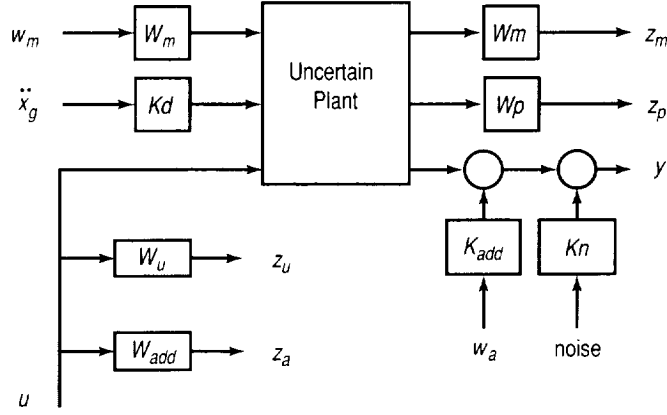 w_m W_m Wm z_m
Uncertain
Plant
ẍ_g Kd Wp z_p
y
W_u z_u K_add Kn
W_add z_a w_a noise
u